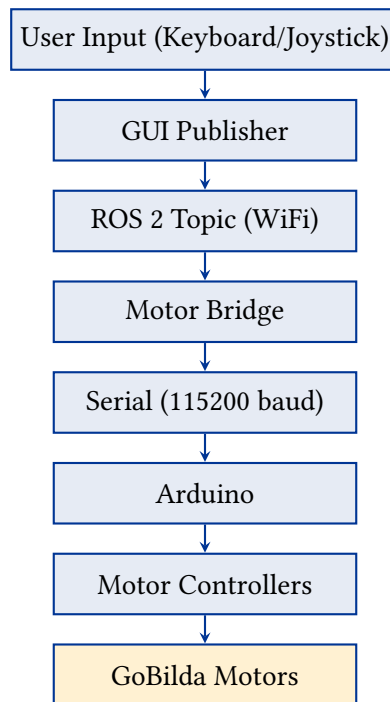 User Input (Keyboard/Joystick)
GUI Publisher
ROS 2 Topic (WiFi)
Motor Bridge
Serial (115200 baud)
Arduino
Motor Controllers
GoBilda Motors